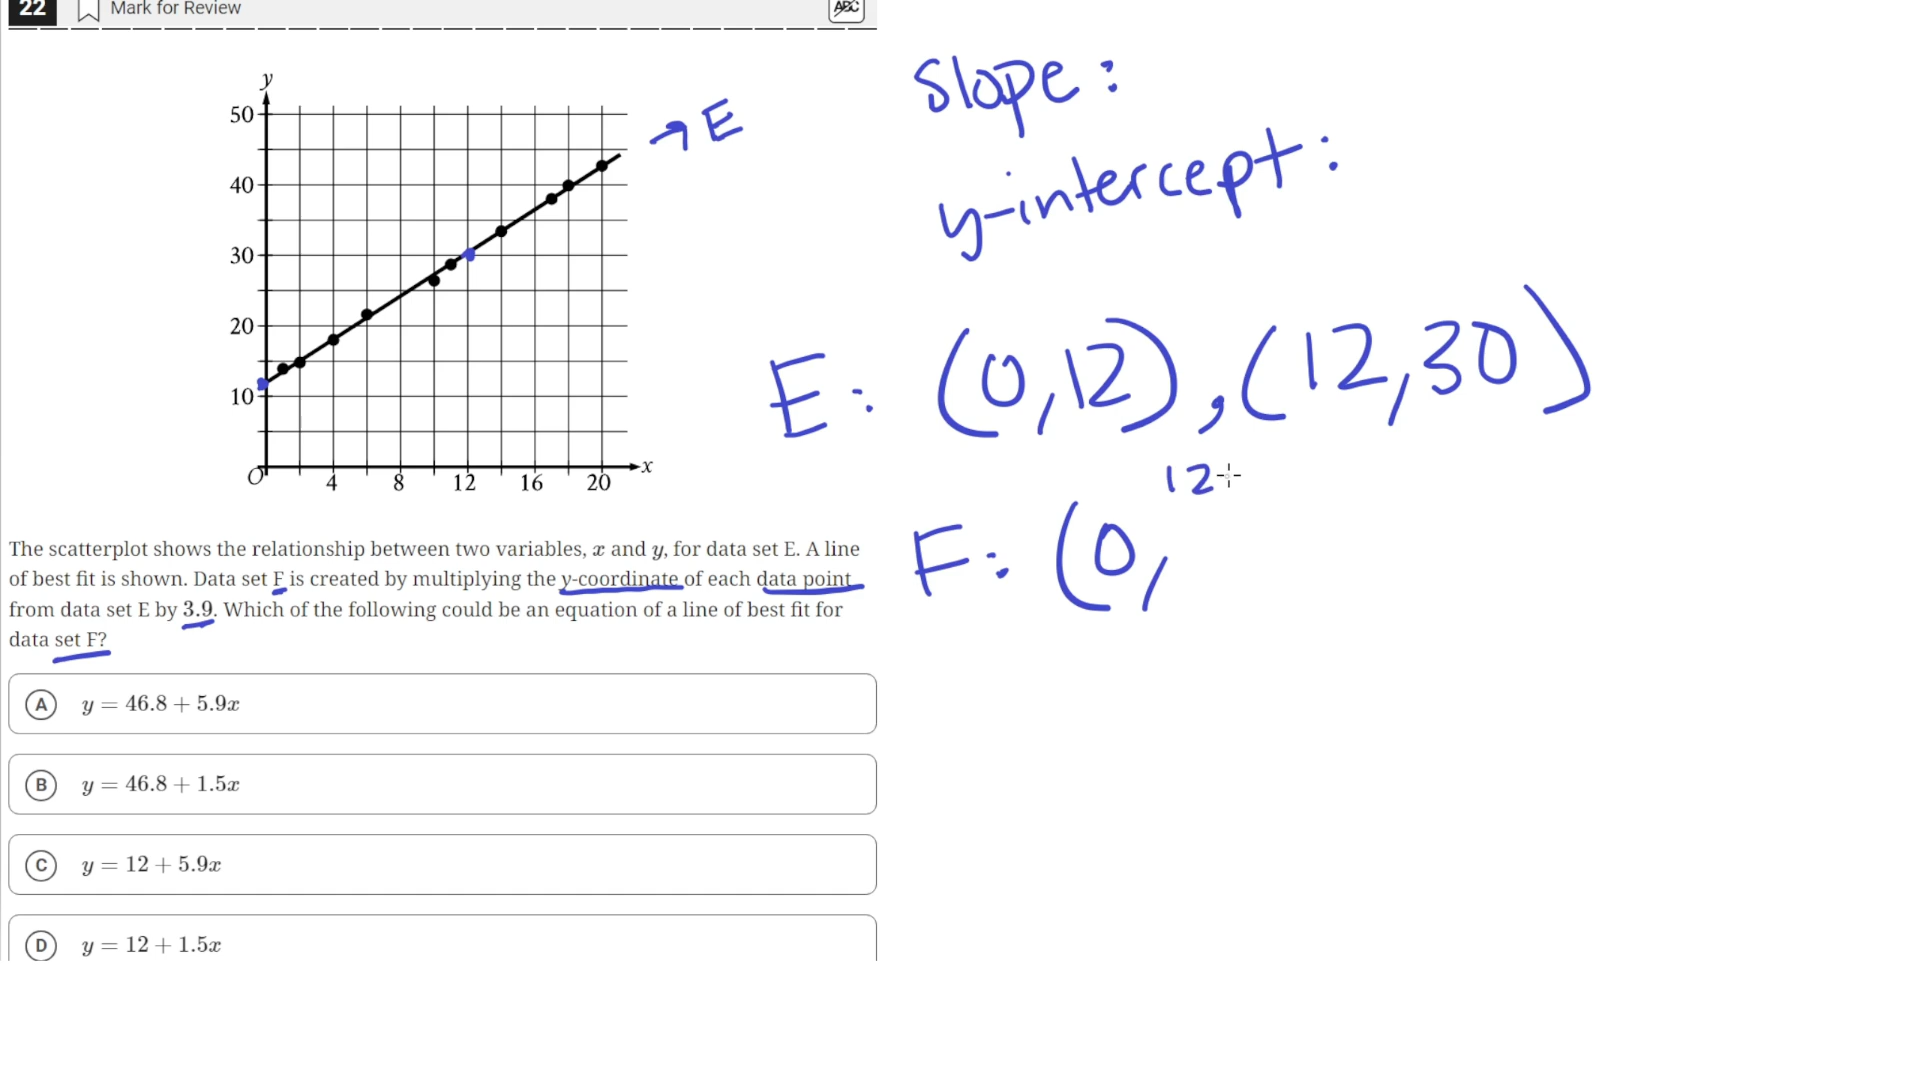 22 Mark for Review ABC
y
50
40
30
20
10
O 4 8 12 16 20 x
→ E
Slope:
y-intercept:
E: (0,12), (12,30)
12
F: (0,
The scatterplot shows the relationship between two variables, x and y, for data set E. A line
of best fit is shown. Data set F is created by multiplying the y-coordinate of each data point
from data set E by 3.9. Which of the following could be an equation of a line of best fit for
data set F?
A y = 46.8 + 5.9x
B y = 46.8 + 1.5x
C y = 12 + 5.9x
D y = 12 + 1.5x